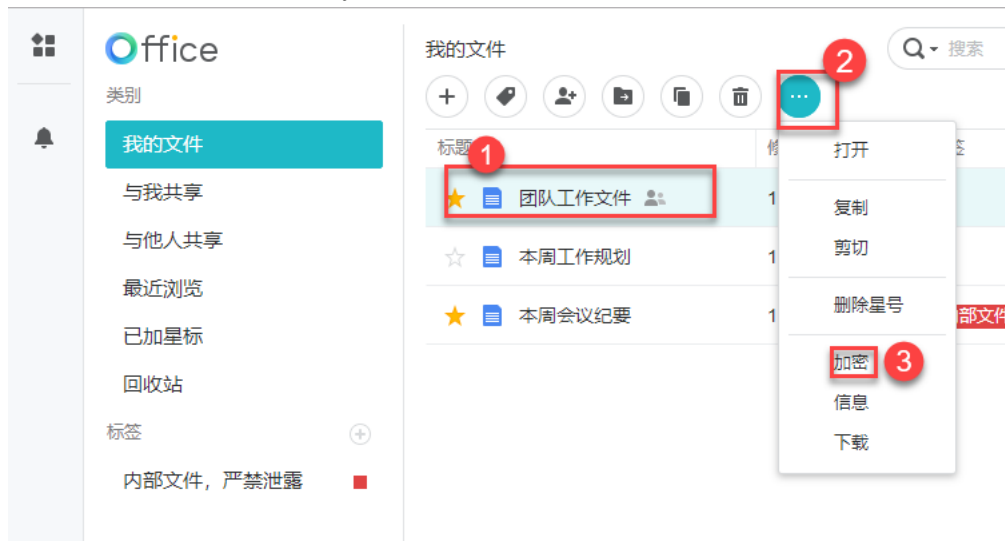 Office
类别
我的文件
与我共享
与他人共享
最近浏览
已加星标
回收站
标签
内部文件，严禁泄露
我的文件
搜索
2
标题
1
团队工作文件
1
本周工作规划
1
本周会议纪要
1
部文件
打开
复制
剪切
删除星号
加密
3
信息
下载